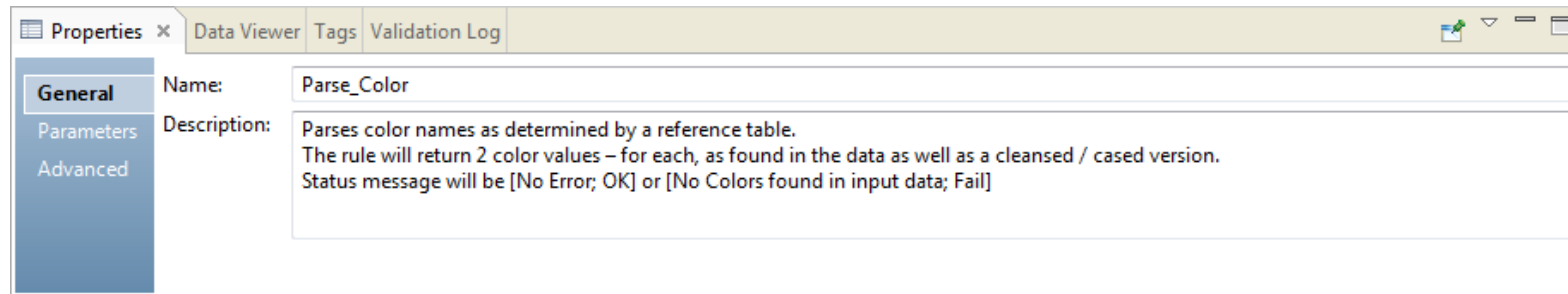 Properties Data Viewer Tags Validation Log
General
Parameters
Advanced
Name: Parse_Color
Description: Parses color names as determined by a reference table.
The rule will return 2 color values – for each, as found in the data as well as a cleansed / cased version.
Status message will be [No Error; OK] or [No Colors found in input data; Fail]